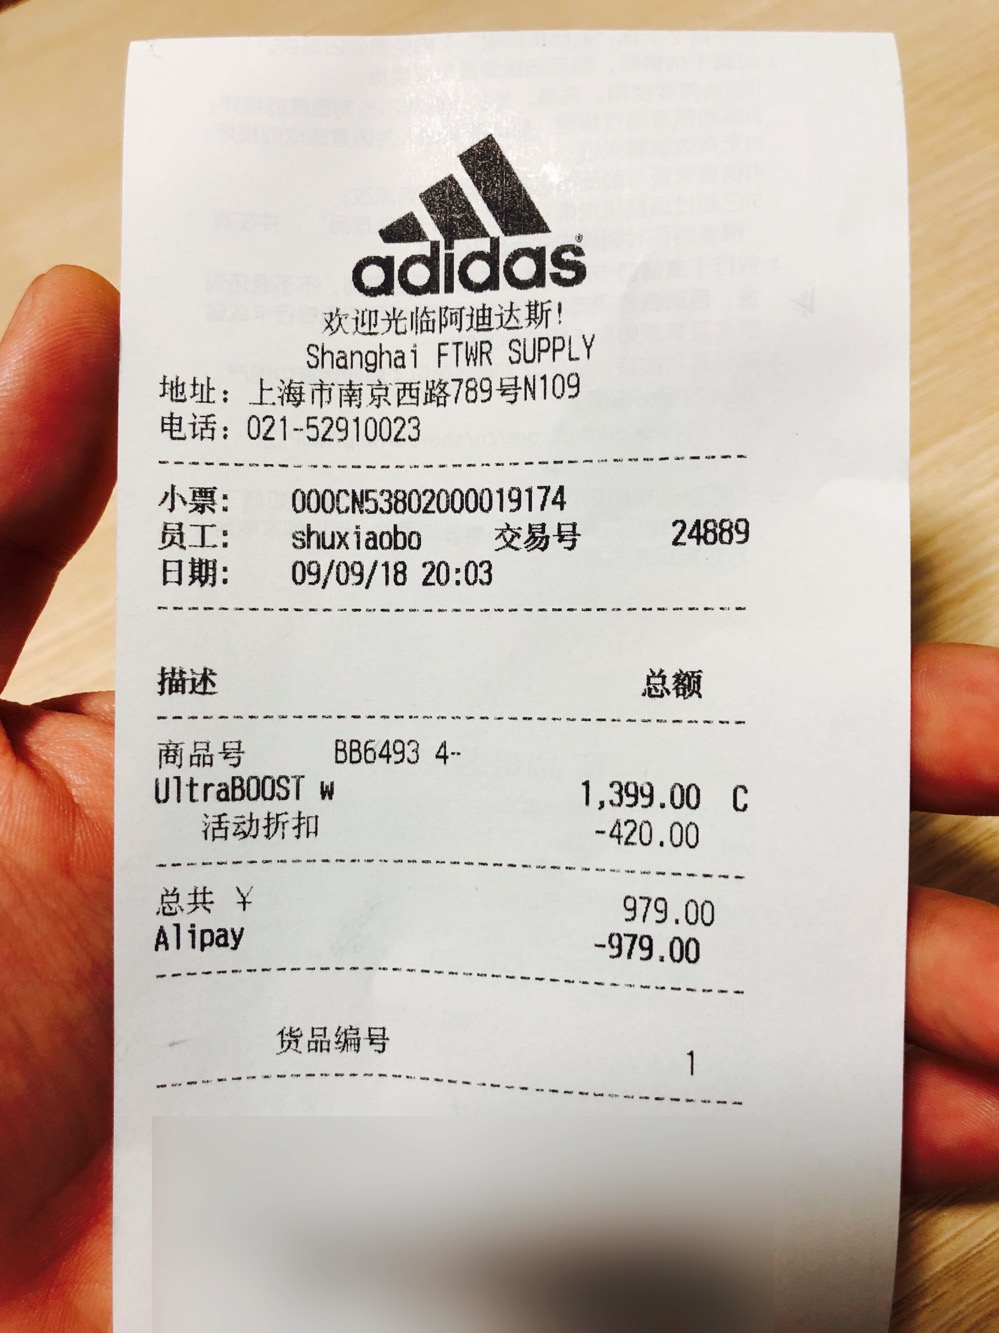 adidas®
欢迎光临阿迪达斯!
Shanghai FTWR SUPPLY
地址: 上海市南京西路789号N109
电话: 021-52910023
小票: 000CN53802000019174
员工: shuxiaobo 交易号 24889
日期: 09/09/18 20:03
描述 总额
商品号 BB6493 4--
UltraBOOST w 1,399.00 C
活动折扣 -420.00
总共 ¥ 979.00
Alipay -979.00
货品编号
1